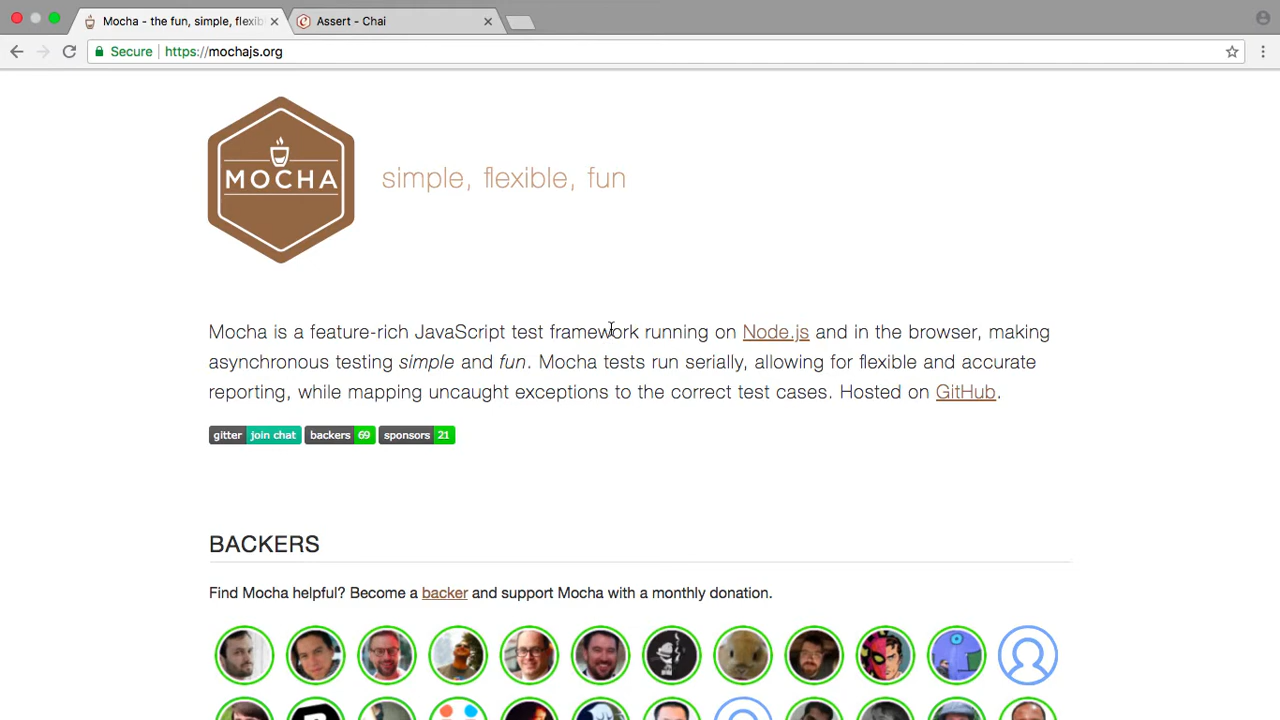 Mocha - the fun, simple, flexib
Assert - Chai
Secure
https://mochajs.org
MOCHA
simple, flexible, fun
Mocha is a feature-rich JavaScript test framework running on Node.js and in the browser, making
asynchronous testing simple and fun. Mocha tests run serially, allowing for flexible and accurate
reporting, while mapping uncaught exceptions to the correct test cases. Hosted on GitHub.
gitter join chat backers 69 sponsors 21
BACKERS
Find Mocha helpful? Become a backer and support Mocha with a monthly donation.